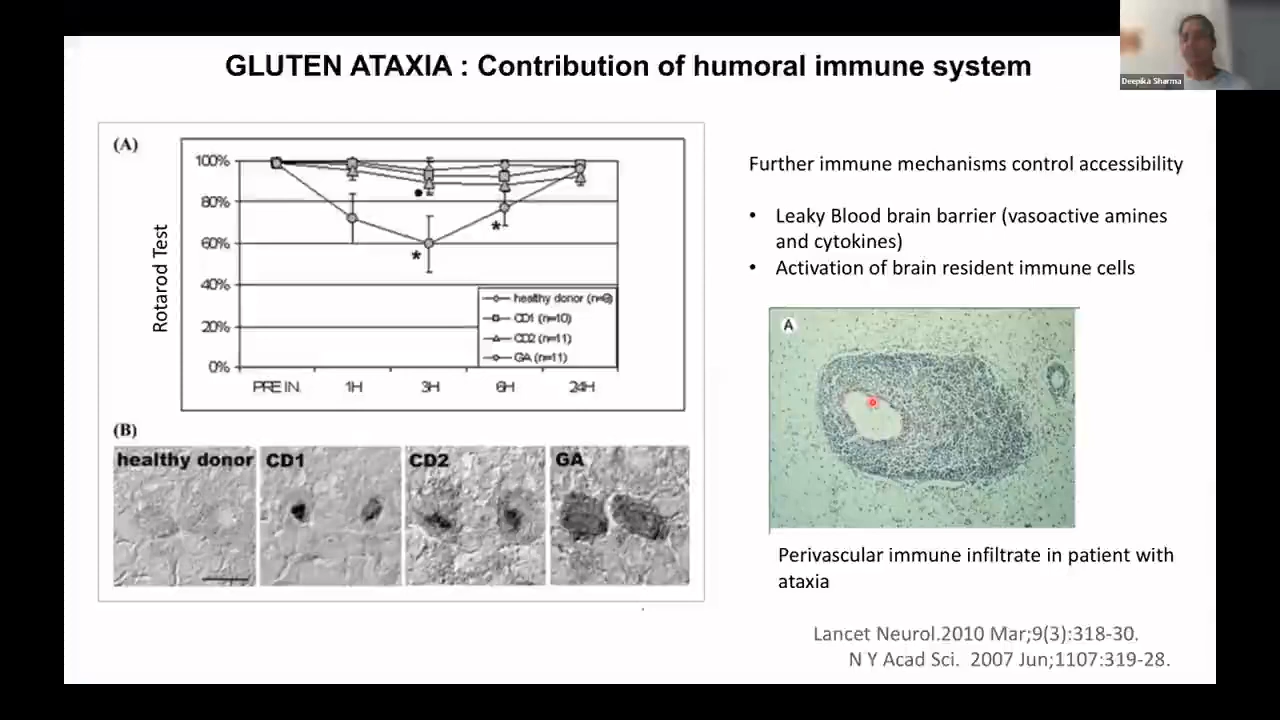 GLUTEN ATAXIA : Contribution of humoral immune system
Deepika Sharma
(A)
Rotarod Test
100%
80%
60%
40%
20%
0%
PRE IN.
1H
3H
6H
24H
*
*
healthy donor
CD1 (n=10)
CD2 (n=11)
GA (n=11)
(B)
healthy donor
CD1
CD2
GA
Further immune mechanisms control accessibility
• Leaky Blood brain barrier (vasoactive amines
and cytokines)
• Activation of brain resident immune cells
A
Perivascular immune infiltrate in patient with
ataxia
Lancet Neurol.2010 Mar;9(3):318-30.
N Y Acad Sci. 2007 Jun;1107:319-28.